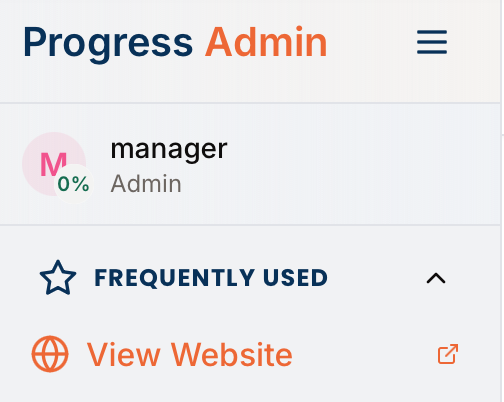 Progress Admin
manager
M
0%
Admin
FREQUENTLY USED
View Website